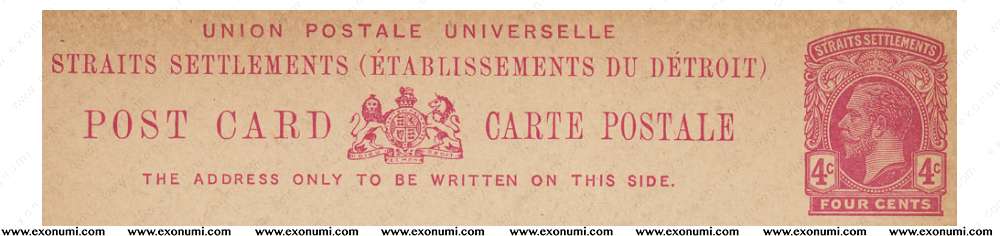 UNION POSTALE UNIVERSELLE
STRAITS SETTLEMENTS (ÉTABLISSEMENTS DU DÉTROIT)
POST CARD CARTE POSTALE
THE ADDRESS ONLY TO BE WRITTEN ON THIS SIDE.
STRAITS SETTLEMENTS
4c 4c
FOUR CENTS
www.exonumi.com www.exonumi.com www.exonumi.com www.exonumi.com www.exonumi.com www.exonumi.com www.exonumi.com www.exonumi.com